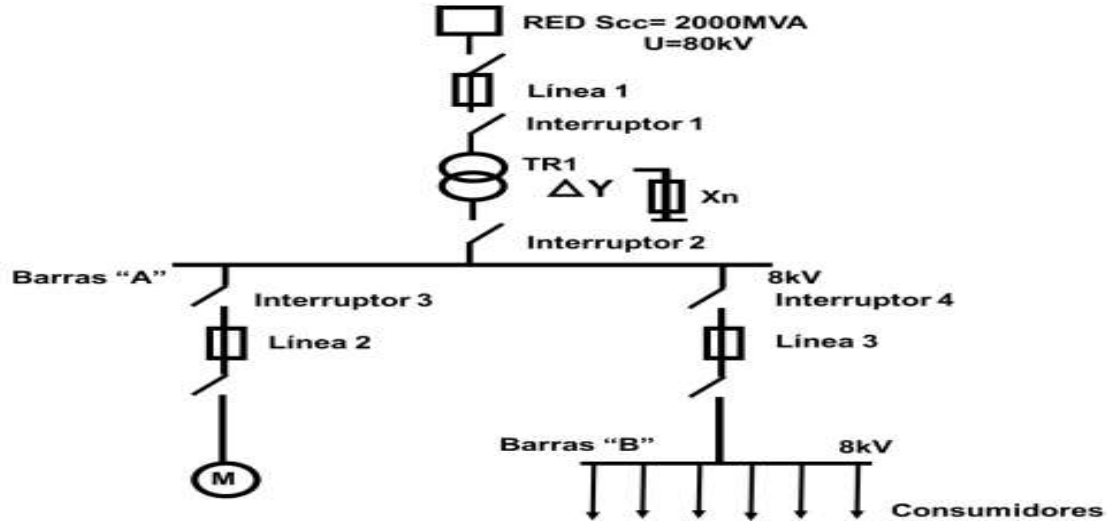 RED Scc= 2000MVA
U=80kV
Línea 1
Interruptor 1
TR1
Y
Xn
Interruptor 2
Barras “A”
8kV
Interruptor 3
Interruptor 4
Línea 2
Línea 3
Barras “B”
8kV
M
Consumidores